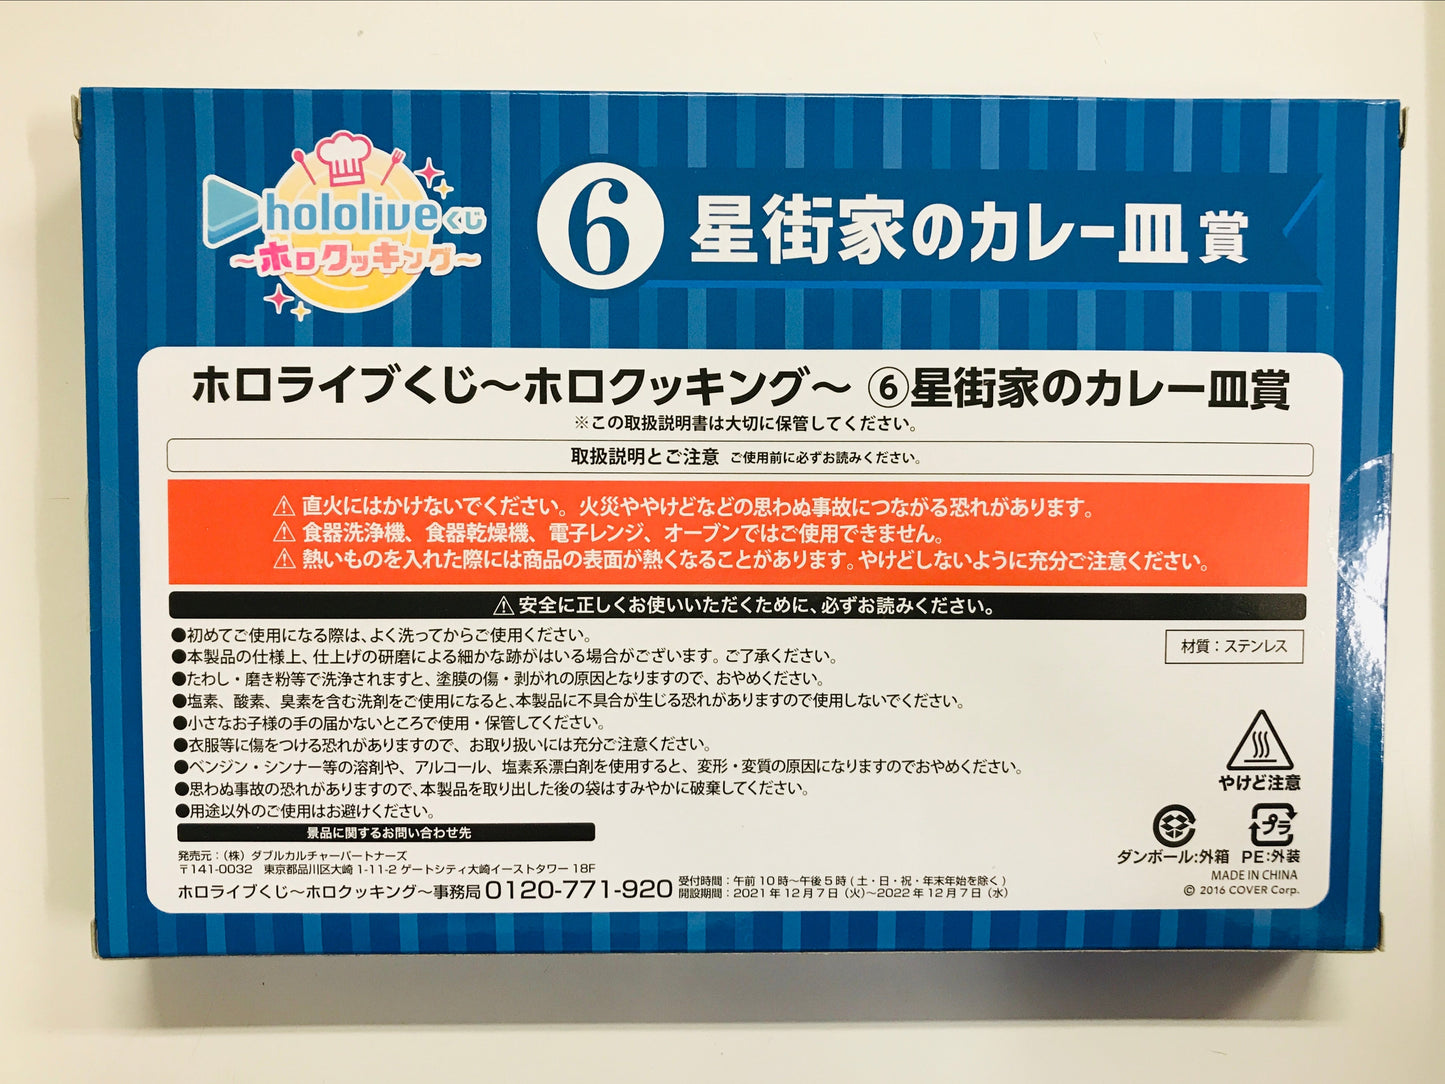 hololiveくじ
～ホロクッキング～
6 星街家のカレー皿賞
ホロライブくじ～ホロクッキング～ ⑥星街家のカレー皿賞
※この取扱説明書は大切に保管してください。
取扱説明とご注意 ご使用前に必ずお読みください。
⚠直火にはかけないでください。火災ややけどなどの思わぬ事故につながる恐れがあります。
⚠食器洗浄機、食器乾燥機、電子レンジ、オーブンではご使用できません。
⚠熱いものを入れた際には商品の表面が熱くなることがあります。やけどしないように充分ご注意ください。
⚠安全に正しくお使いいただくために、必ずお読みください。
●初めてご使用になる際は、よく洗ってからご使用ください。
材質：ステンレス
●本製品の仕様上、仕上げの研磨による細かな跡がはいる場合がございます。ご了承ください。
●たわし・磨き粉等で洗浄されますと、塗膜の傷・剥がれの原因となりますので、おやめください。
●塩素、酸素、臭素を含む洗剤をご使用になると、本製品に不具合が生じる恐れがありますので使用しないでください。
●小さなお子様の手の届かないところで使用・保管してください。
●衣服等に傷をつける恐れがありますので、お取り扱いには充分ご注意ください。
●ベンジン・シンナー等の溶剤や、アルコール、塩素系漂白剤を使用すると、変形・変質の原因になりますのでおやめください。
●思わぬ事故の恐れがありますので、本製品を取り出した後の袋はすみやかに破棄してください。
●用途以外のご使用はお避けください。
やけど注意
景品に関するお問い合わせ先
発売元：（株）ダブルカルチャーパートナーズ
〒141-0032 東京都品川区大崎 1-11-2 ゲートシティ大崎イーストタワー 18F
ホロライブくじ～ホロクッキング～事務局 0120-771-920
受付時間：午前10時～午後5時（土・日・祝・年末年始を除く）
開設期間：2021年12月7日（火）～2022年12月7日（水）
プラ
ダンボール:外箱 PE:外装
MADE IN CHINA
© 2016 COVER Corp.